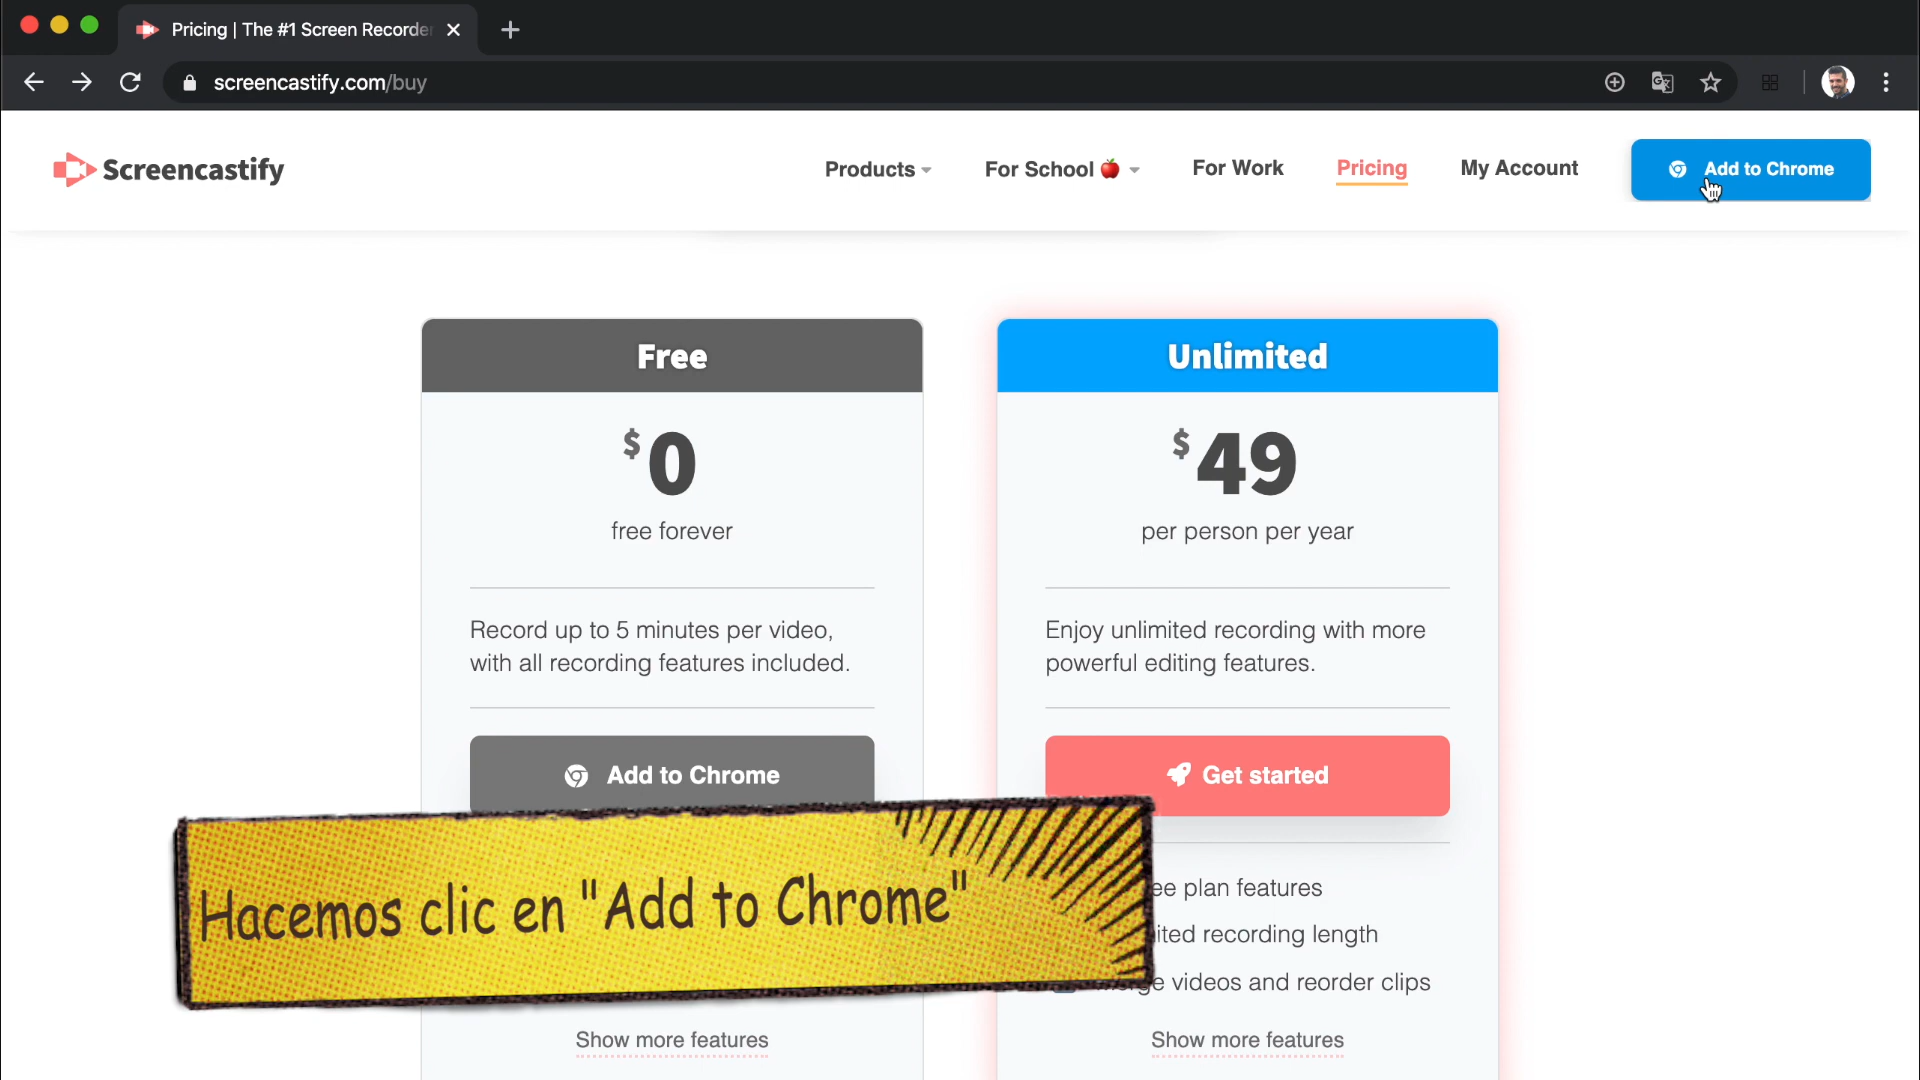 Pricing | The #1 Screen Recorder
screencastify.com/buy
Screencastify
Products
For School
For Work
Pricing
My Account
Add to Chrome
Free
$0
free forever
Record up to 5 minutes per video,
with all recording features included.
Add to Chrome
Show more features
Unlimited
$49
per person per year
Enjoy unlimited recording with more
powerful editing features.
Get started
plan features
recording length
videos and reorder clips
Show more features
Hacemos clic en "Add to Chrome"